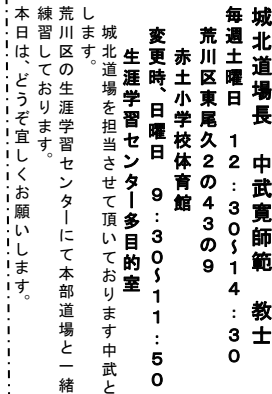 城北道場長　中武寛師範　教士
毎週土曜日　１２：３０～１４：３０
荒川区東尾久２の４３の９
赤土小学校体育館
変更時、日曜日　９：３０～１１：５０
生涯学習センター多目的室
城北道場を担当させて頂いております中武と
します。
荒川区の生涯学習センターにて本部道場と一緒
練習しております。
本日は、どうぞ宜しくお願いします。